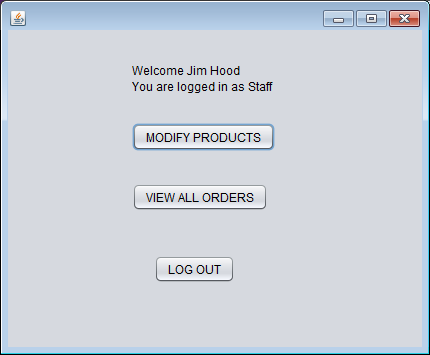 Welcome Jim Hood
You are logged in as Staff
MODIFY PRODUCTS
VIEW ALL ORDERS
LOG OUT